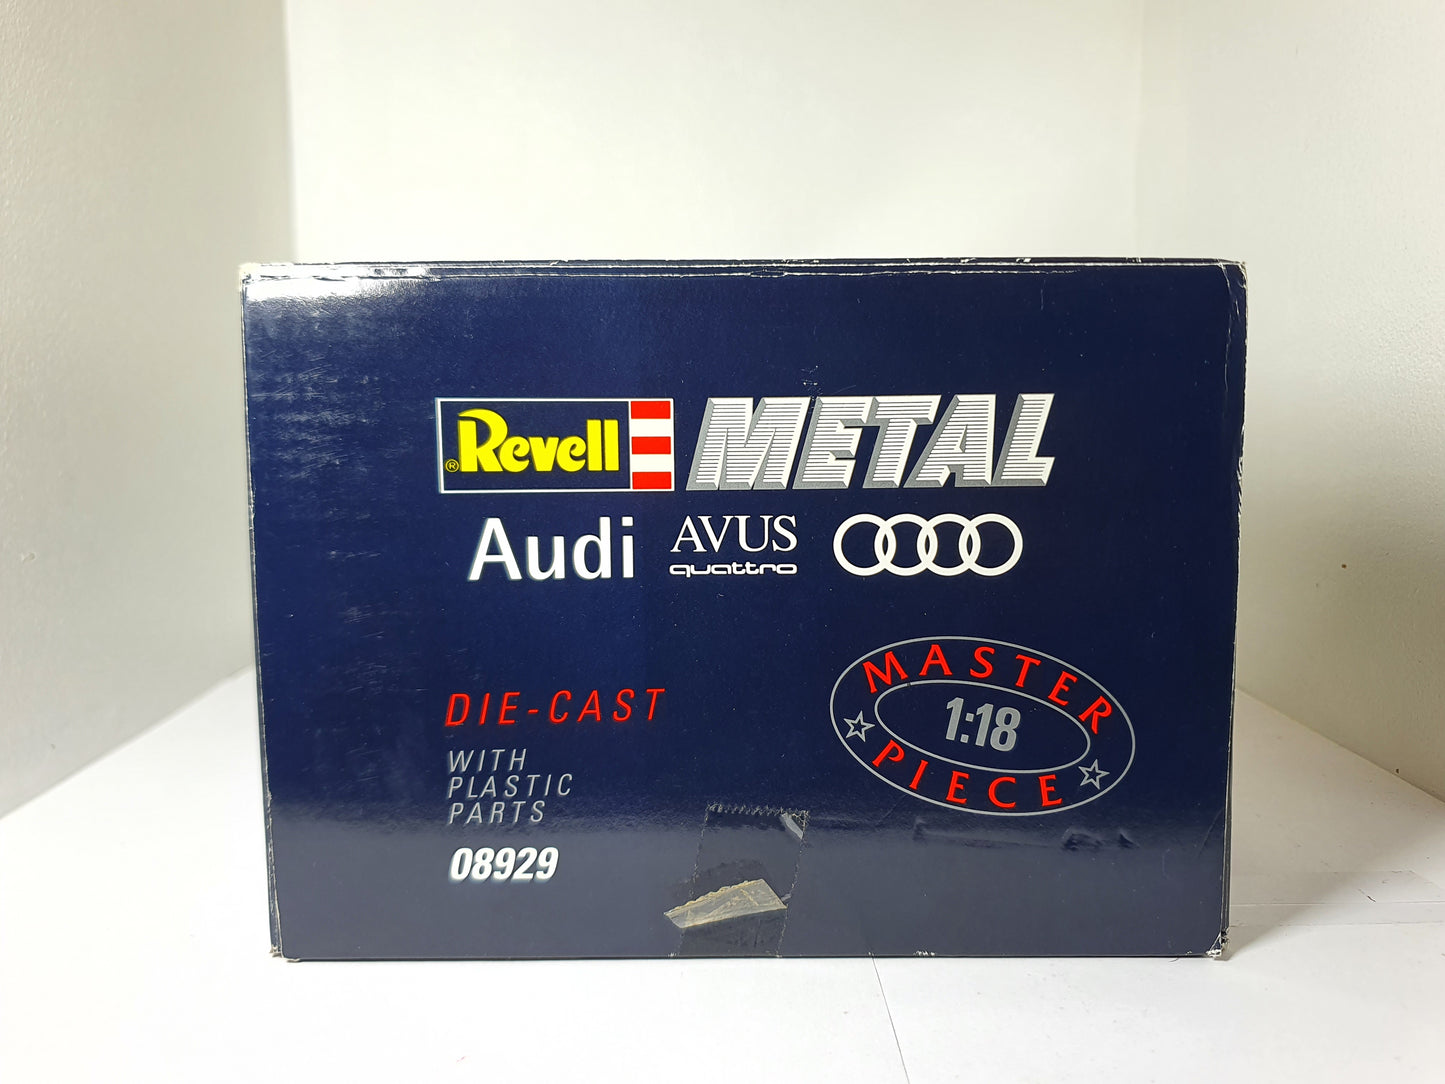 ® Revell METAL
Audi AVUS quattro
DIE-CAST
WITH
PLASTIC
PARTS
08929
MASTER
1:18
PIECE